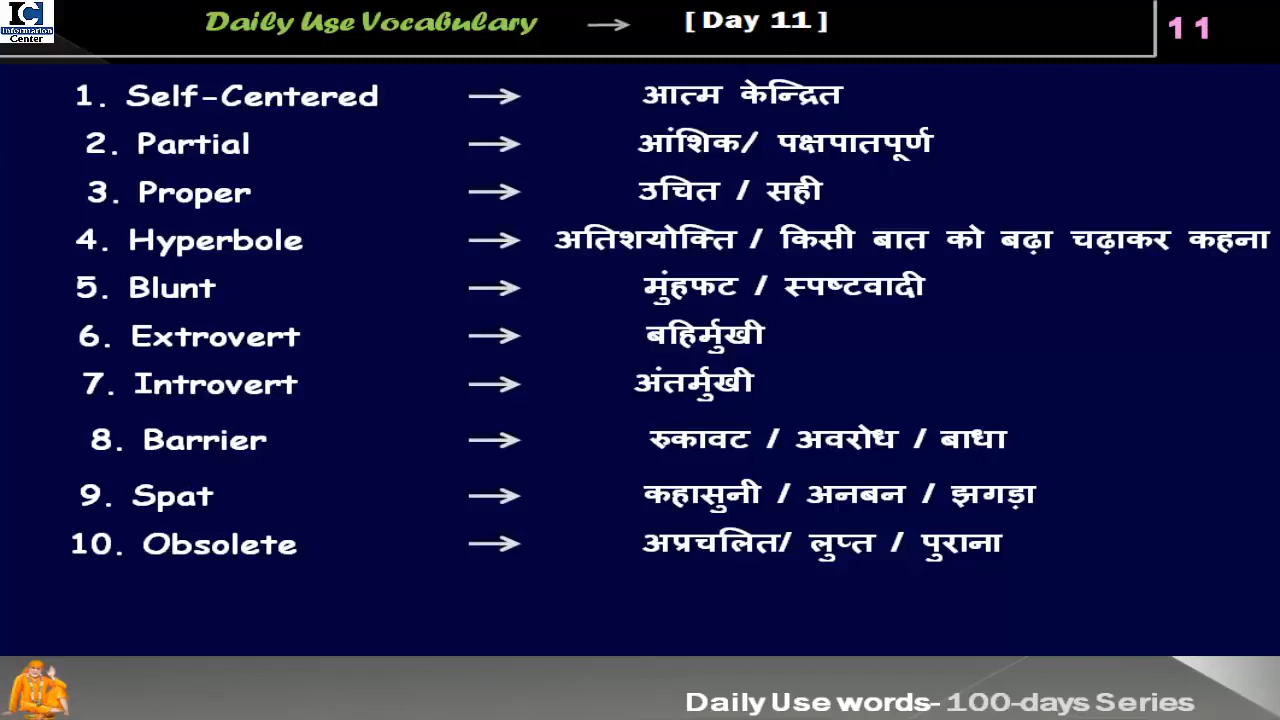 IC
Information
Center
Daily Use Vocabulary → [ Day 11 ] 11
1. Self-Centered → आत्म केन्द्रित
2. Partial → आंशिक/ पक्षपातपूर्ण
3. Proper → उचित / सही
4. Hyperbole → अतिशयोक्ति / किसी बात को बढ़ा चढ़ाकर कहना
5. Blunt → मुंहफट / स्पष्टवादी
6. Extrovert → बहिर्मुखी
7. Introvert → अंतर्मुखी
8. Barrier → रुकावट / अवरोध / बाधा
9. Spat → कहासुनी / अनबन / झगड़ा
10. Obsolete → अप्रचलित/ लुप्त / पुराना
Daily Use words- 100-days Series